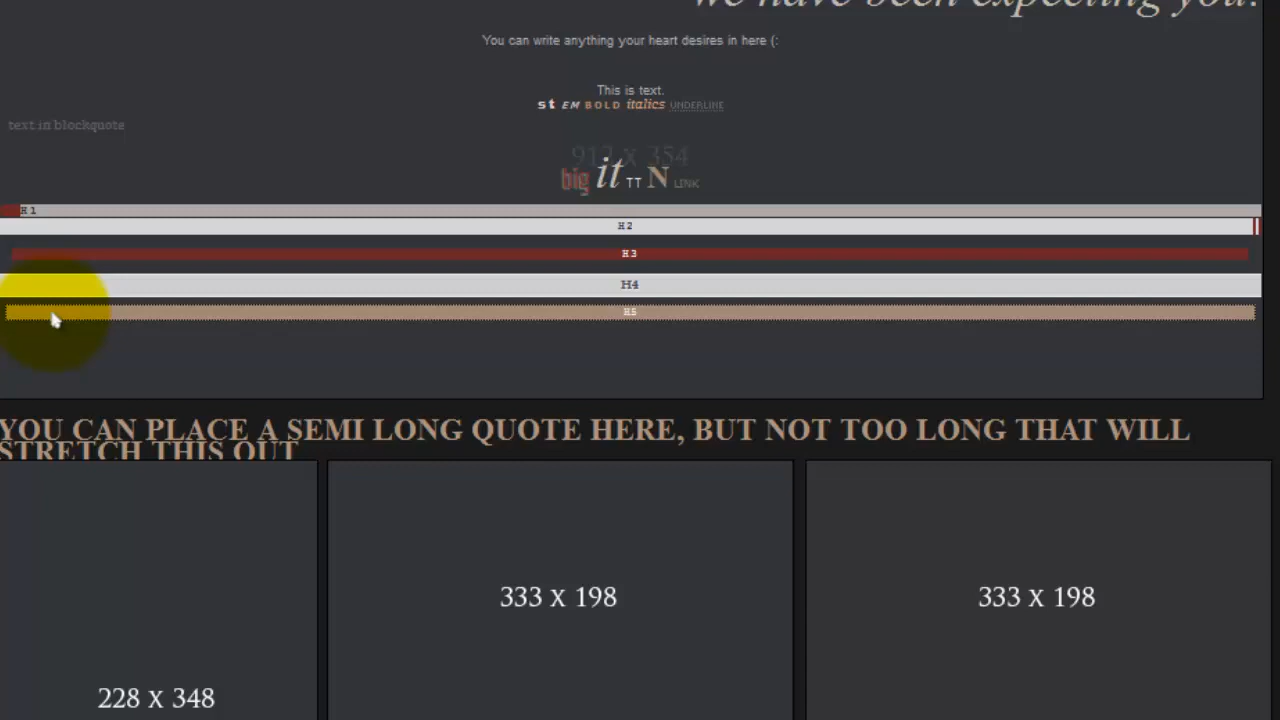 we have been expecting you.
You can write anything your heart desires in here (:
This is text.
st EM BOLD italics UNDERLINE
text in blockquote
913 x 354
big it TT N LINK
H1
H2
H3
H4
H5
YOU CAN PLACE A SEMI LONG QUOTE HERE, BUT NOT TOO LONG THAT WILL
STRETCH THIS OUT
333 x 198
333 x 198
228 x 348